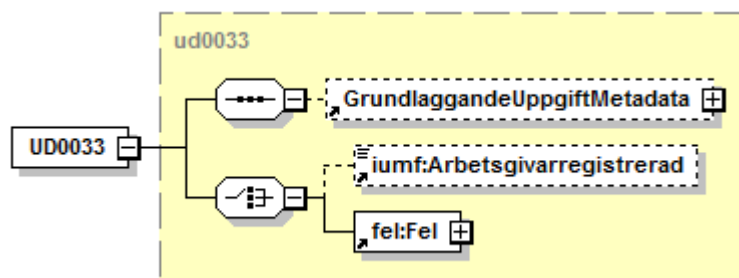 ud0033
GrundlaggandeUppgiftMetadata
UD0033
iumf:Arbetsgivarregistrerad
fel:Fel